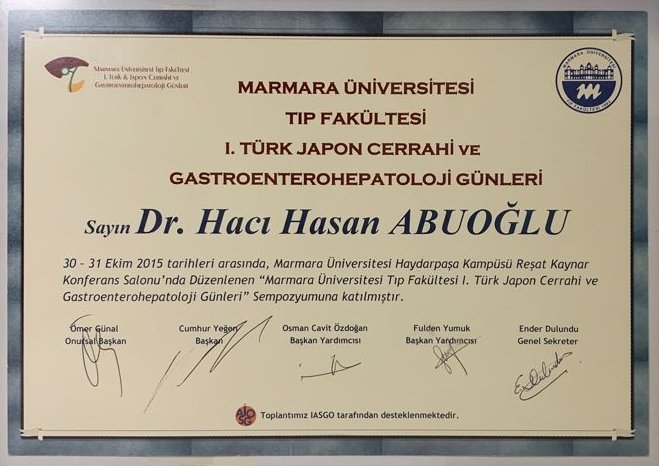 MARMARA ÜNİVERSİTESİ TIP FAKÜLTESİ
I. TÜRK & JAPON CERRAHİ VE
GASTROENTEROHEPATOLOJİ GÜNLERİ
MARMARA ÜNİVERSİTESİ
TIP FAKÜLTESİ
I. TÜRK JAPON CERRAHİ VE
GASTROENTEROHEPATOLOJİ GÜNLERİ
Sayın Dr. Hacı Hasan ABUOĞLU
30 - 31 Ekim 2015 tarihleri arasında, Marmara Üniversitesi Haydarpaşa Kampüsü Reşat Kaynar
Konferans Salonu'nda Düzenlenen "Marmara Üniversitesi Tıp Fakültesi I. Türk Japon Cerrahi ve
Gastroenterohepatoloji Günleri" Sempozyumuna katılmıştır.
Ömer Günal
Onursal Başkan
Cumhur Yeğen
Başkan
Osman Cavit Özdoğan
Başkan Yardımcısı
Fulden Yumuk
Başkan Yardımcısı
Ender Dulundu
Genel Sekreter
Toplantımız IASGO tarafından desteklenmektedir.